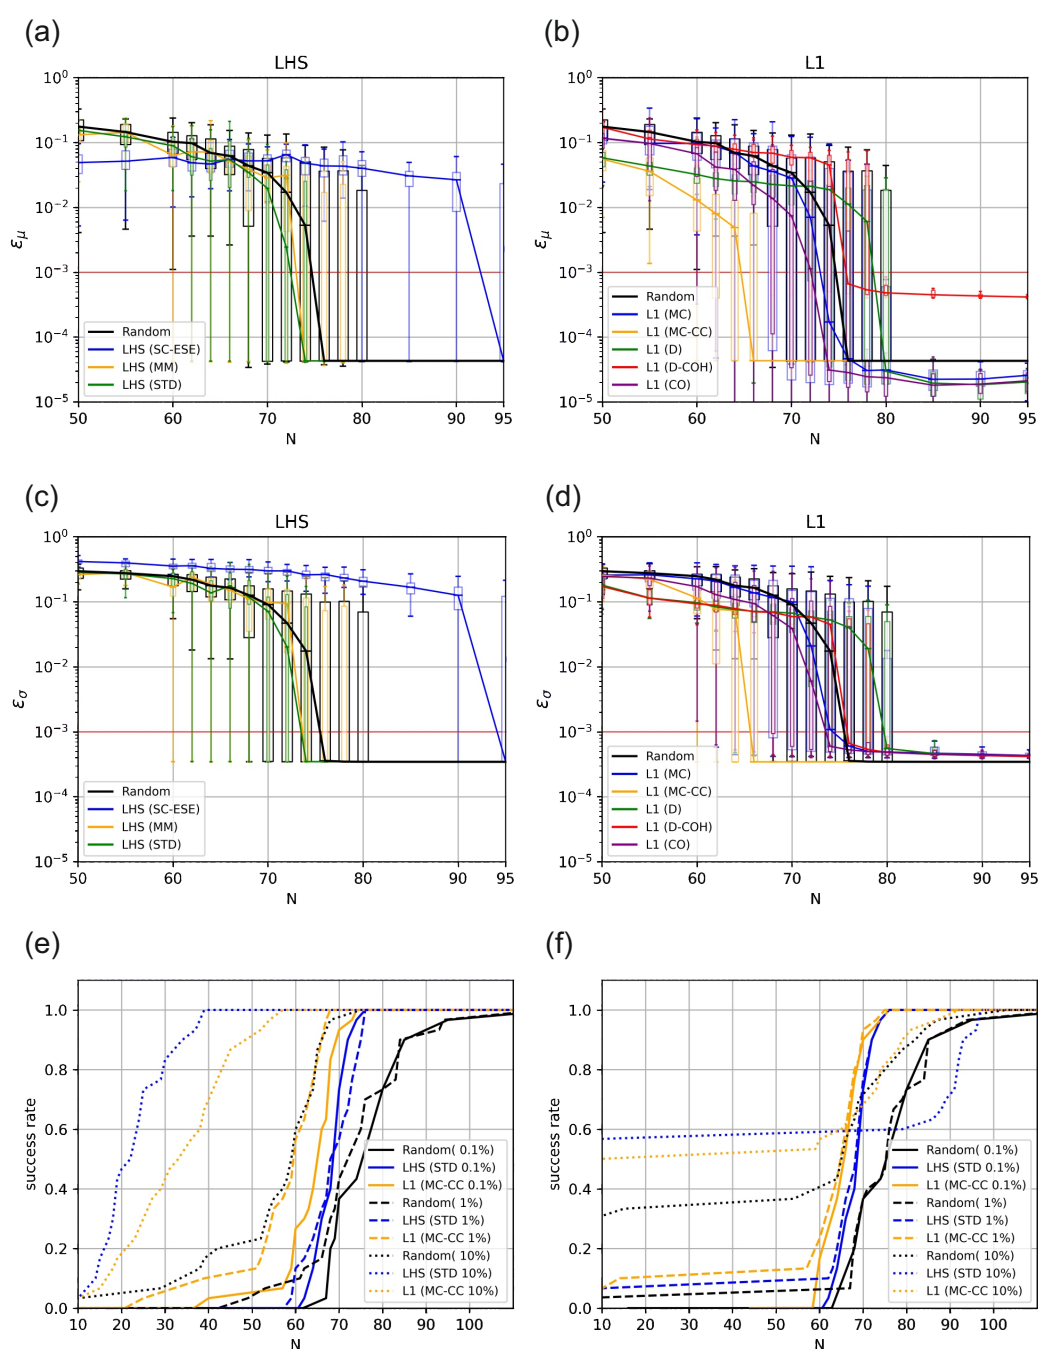 (a)
LHS
10⁰
10⁻¹
10⁻²
10⁻³
10⁻⁴
10⁻⁵
ε_μ
Random
LHS (SC-ESE)
LHS (MM)
LHS (STD)
50 60 70 80 90 95
N
(b)
L1
10⁰
10⁻¹
10⁻²
10⁻³
10⁻⁴
10⁻⁵
ε_μ
Random
L1 (MC)
L1 (MC-CC)
L1 (D)
L1 (D-COH)
L1 (CO)
50 60 70 80 90 95
N
(c)
LHS
10⁰
10⁻¹
10⁻²
10⁻³
10⁻⁴
10⁻⁵
ε_σ
Random
LHS (SC-ESE)
LHS (MM)
LHS (STD)
50 60 70 80 90 95
N
(d)
L1
10⁰
10⁻¹
10⁻²
10⁻³
10⁻⁴
10⁻⁵
ε_σ
Random
L1 (MC)
L1 (MC-CC)
L1 (D)
L1 (D-COH)
L1 (CO)
50 60 70 80 90 95
N
(e)
1.0
0.8
0.6
0.4
0.2
0.0
success rate
Random( 0.1%)
LHS (STD 0.1%)
L1 (MC-CC 0.1%)
Random( 1%)
LHS (STD 1%)
L1 (MC-CC 1%)
Random( 10%)
LHS (STD 10%)
L1 (MC-CC 10%)
10 20 30 40 50 60 70 80 90 100
N
(f)
1.0
0.8
0.6
0.4
0.2
0.0
success rate
Random( 0.1%)
LHS (STD 0.1%)
L1 (MC-CC 0.1%)
Random( 1%)
LHS (STD 1%)
L1 (MC-CC 1%)
Random( 10%)
LHS (STD 10%)
L1 (MC-CC 10%)
10 20 30 40 50 60 70 80 90 100
N